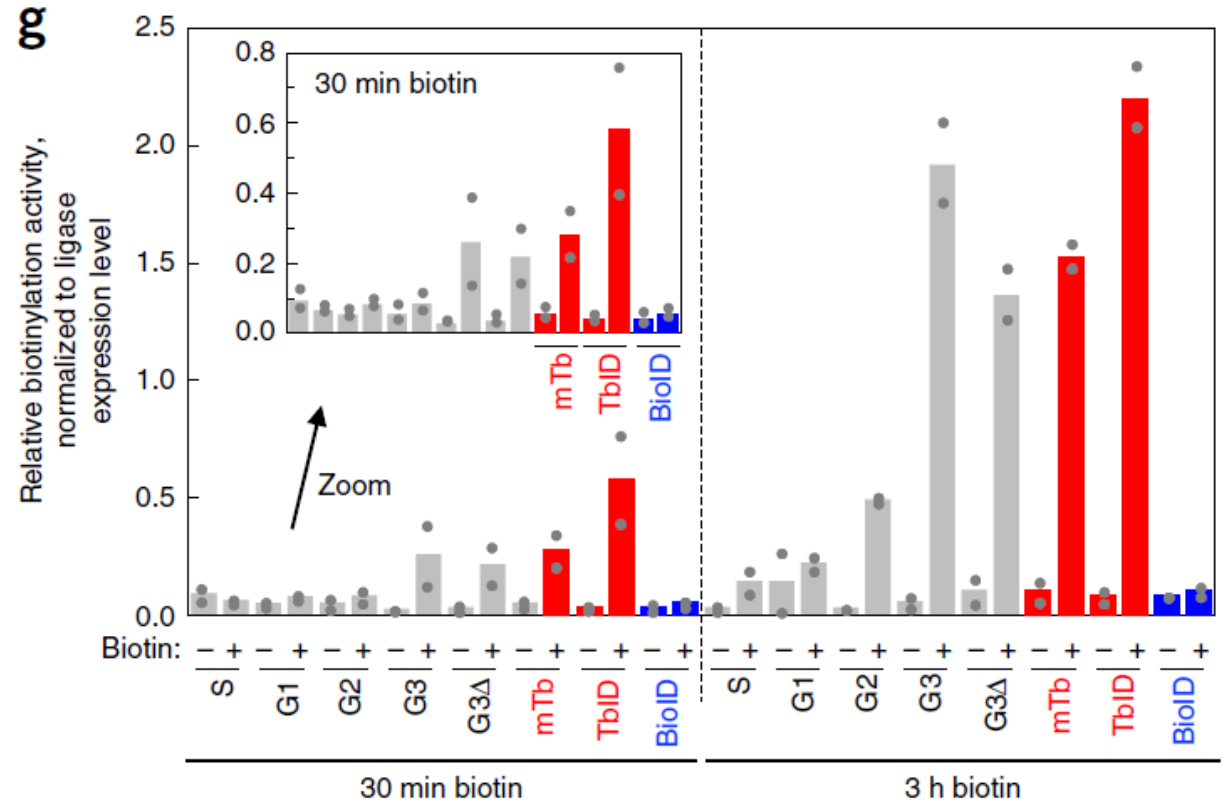 g
Relative biotinylation activity,
normalized to ligase
expression level
2.5
2.0
1.5
1.0
0.5
0.0
0.8
0.6
0.4
0.2
0.0
30 min biotin
mTb
TbID
BioID
Zoom
Biotin: – + – + – + – + – + – + – + – + – + – + – + – + – + – + – + – +
S G1 G2 G3 G3Δ mTb TbID BioID S G1 G2 G3 G3Δ mTb TbID BioID
30 min biotin 3 h biotin